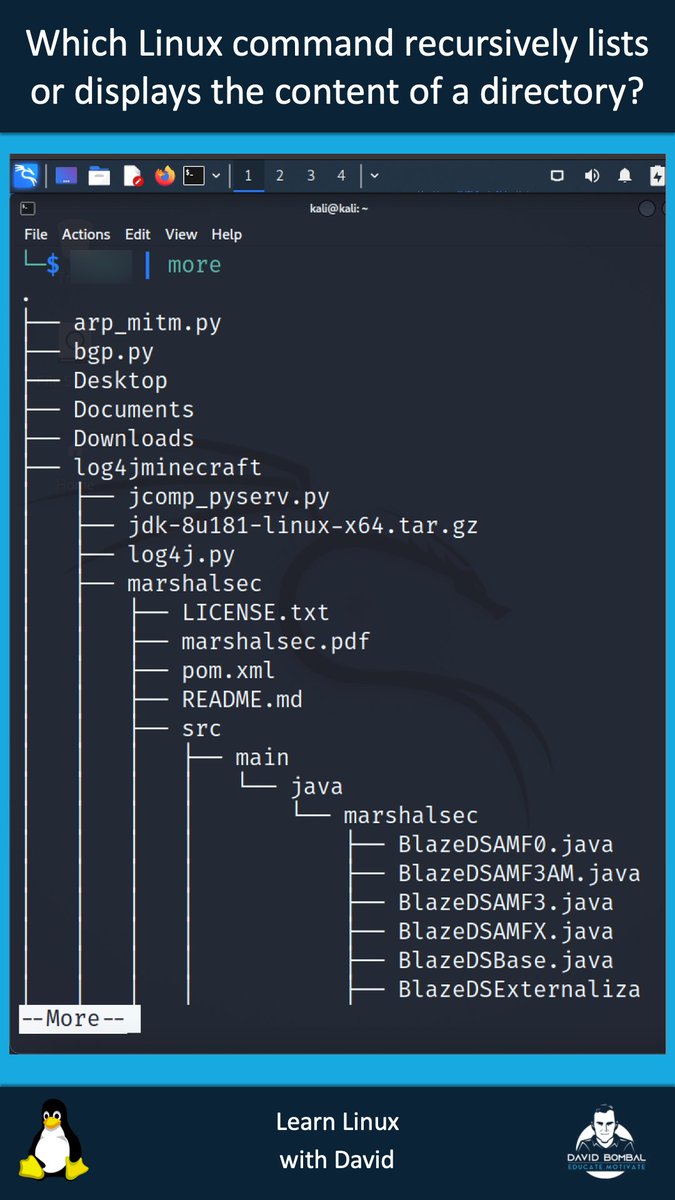 Which Linux command recursively lists
or displays the content of a directory?
1 2 3 4
kali@kali: ~
File Actions Edit View Help
└─$ | more
.
├── arp_mitm.py
├── bgp.py
├── Desktop
├── Documents
├── Downloads
├── log4jminecraft
│   ├── jcomp_pyserv.py
│   ├── jdk-8u181-linux-x64.tar.gz
│   ├── log4j.py
│   ├── marshalsec
│   │   ├── LICENSE.txt
│   │   ├── marshalsec.pdf
│   │   ├── pom.xml
│   │   ├── README.md
│   │   ├── src
│   │   │   ├── main
│   │   │   │   └── java
│   │   │   │       └── marshalsec
│   │   │   │           ├── BlazeDSAMF0.java
│   │   │   │           ├── BlazeDSAMF3AM.java
│   │   │   │           ├── BlazeDSAMF3.java
│   │   │   │           ├── BlazeDSAMFX.java
│   │   │   │           ├── BlazeDSBase.java
│   │   │   │           ├── BlazeDSExternaliza
--More--
Learn Linux
with David
DAVID BOMBAL
EDUCATE MOTIVATE